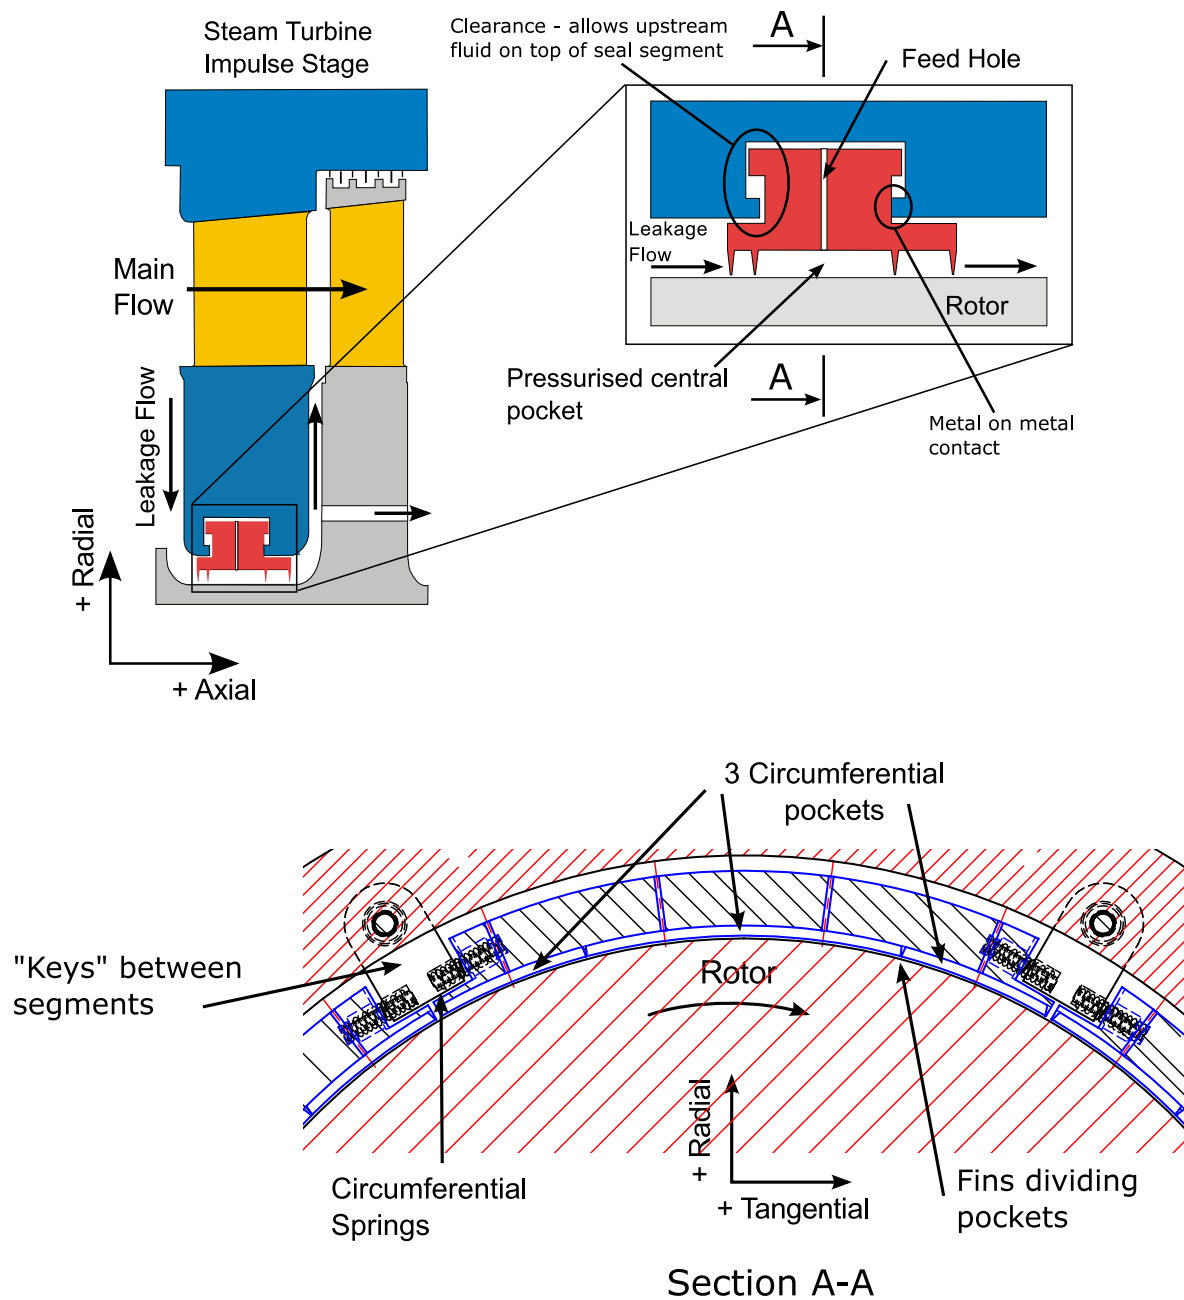 Steam Turbine
Impulse Stage
Clearance - allows upstream
fluid on top of seal segment
A
Feed Hole
Leakage
Flow
Rotor
Main
Flow
Leakage Flow
Pressurised central
pocket
A
Metal on metal
contact
+ Radial
+ Axial
3 Circumferential
pockets
"Keys" between
segments
Rotor
+ Radial
+ Tangential
Circumferential
Springs
Fins dividing
pockets
Section A-A